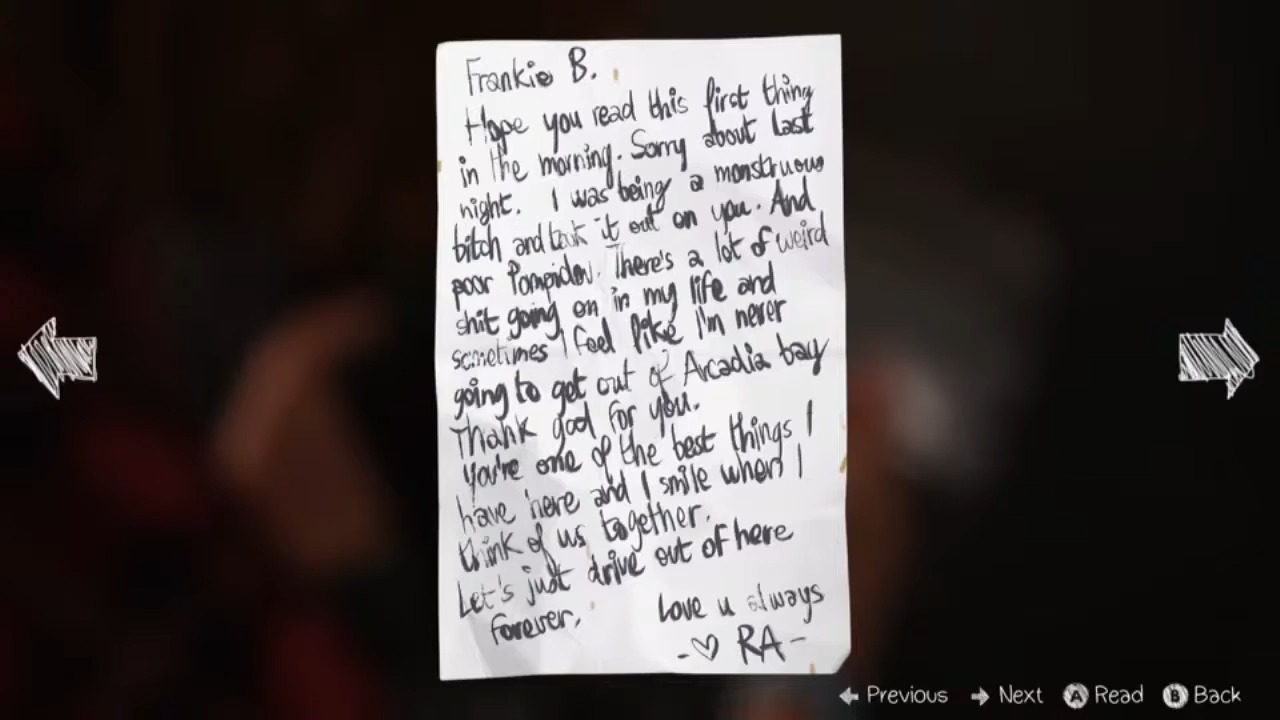 Frankie B.
Hope you read this first thing
in the morning. Sorry about last
night. I was being a monstruous
bitch and took it out on you. And
poor Pompidou. There's a lot of weird
shit going on in my life and
sometimes I feel like I'm never
going to get out of Arcadia bay
Thank god for you.
You're one of the best things I
have here and I smile when I
think of us together.
Let's just drive out of here
forever.
Love u always
-♡ RA-
Previous Next A Read B Back